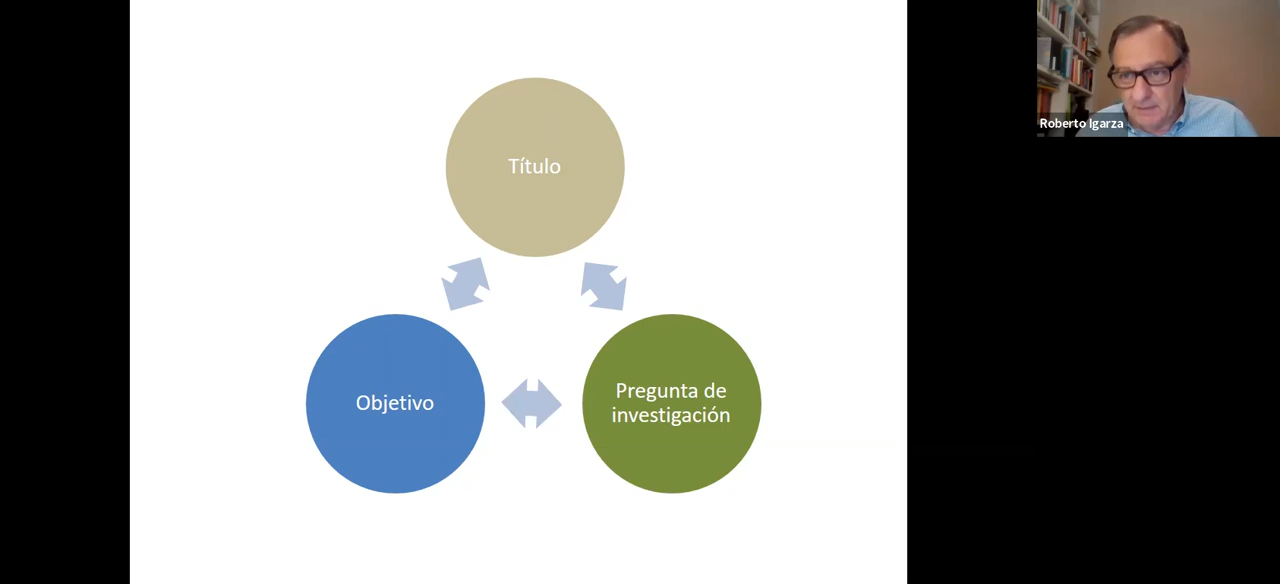 Título
Objetivo
Pregunta de
investigación
Roberto Igarza